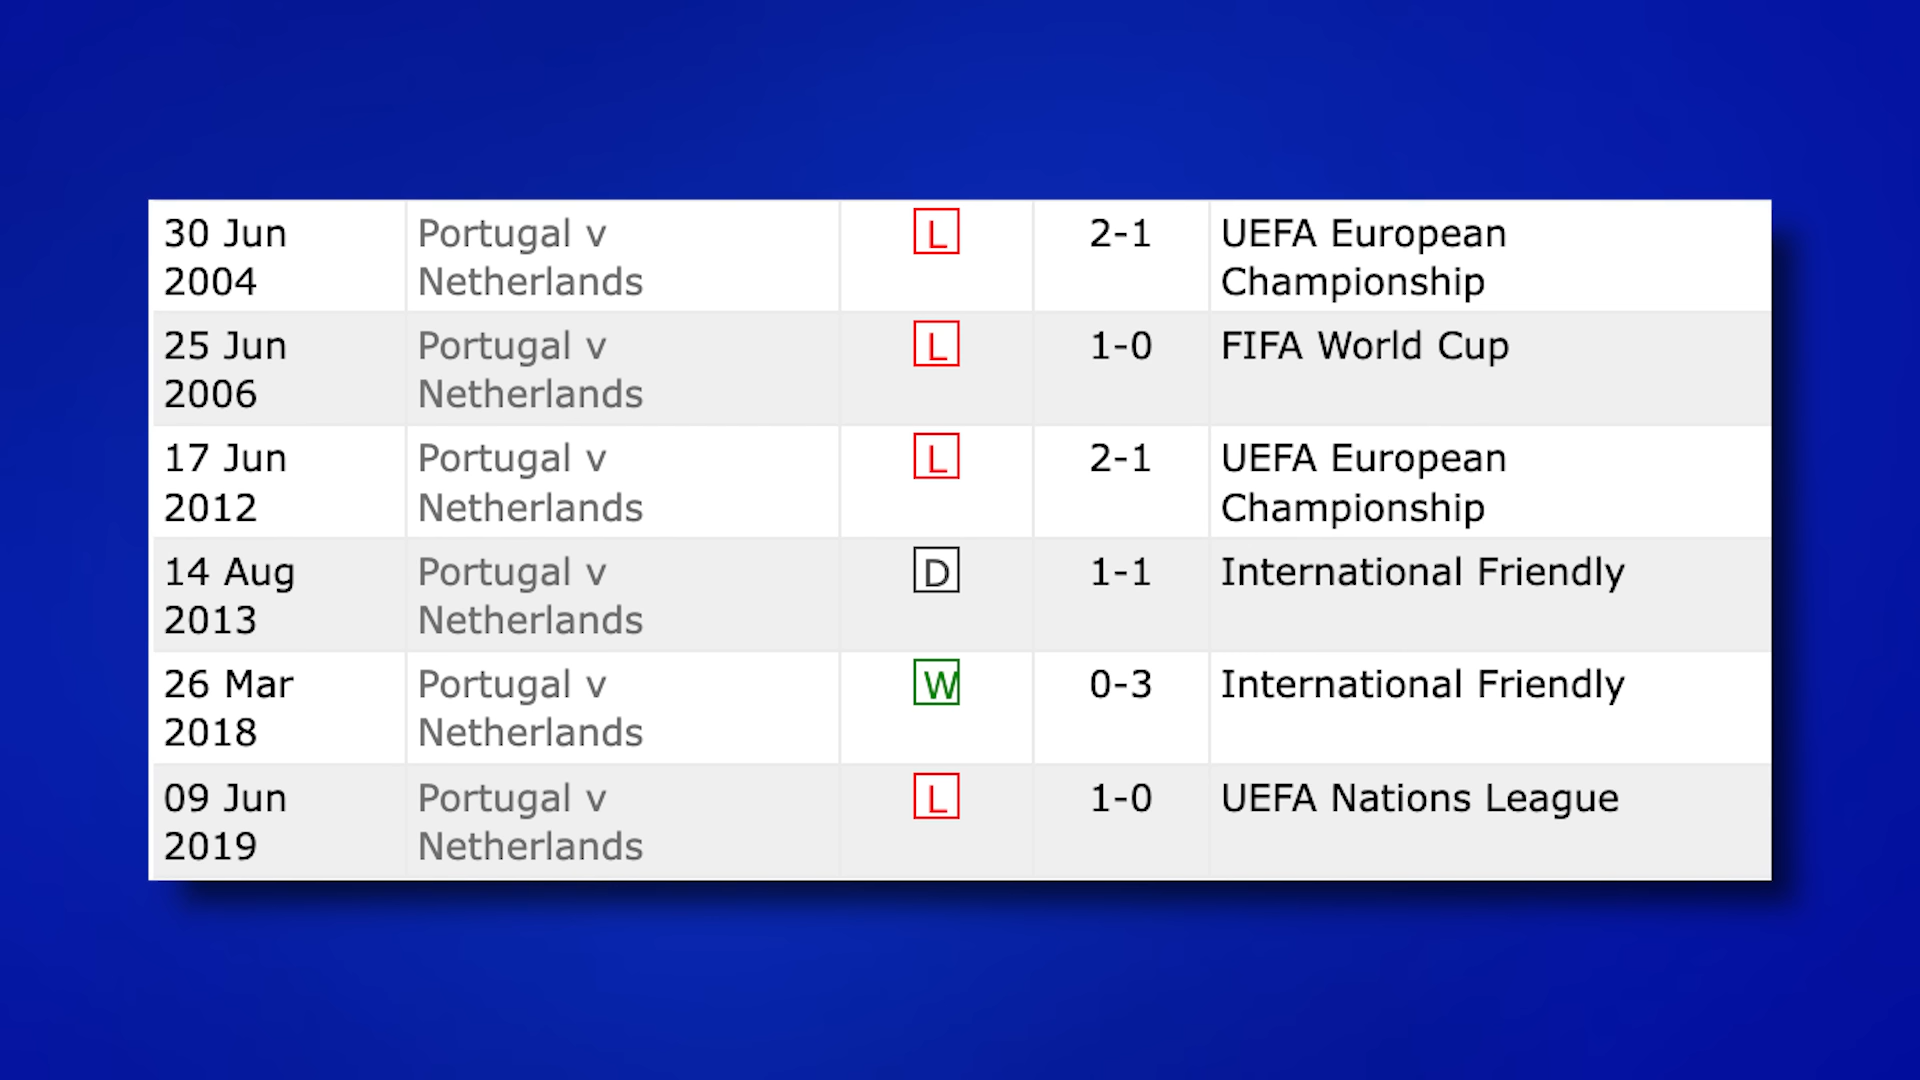 30 Jun
2004
Portugal v
Netherlands
L
2-1
UEFA European
Championship
25 Jun
2006
Portugal v
Netherlands
L
1-0
FIFA World Cup
17 Jun
2012
Portugal v
Netherlands
L
2-1
UEFA European
Championship
14 Aug
2013
Portugal v
Netherlands
D
1-1
International Friendly
26 Mar
2018
Portugal v
Netherlands
W
0-3
International Friendly
09 Jun
2019
Portugal v
Netherlands
L
1-0
UEFA Nations League